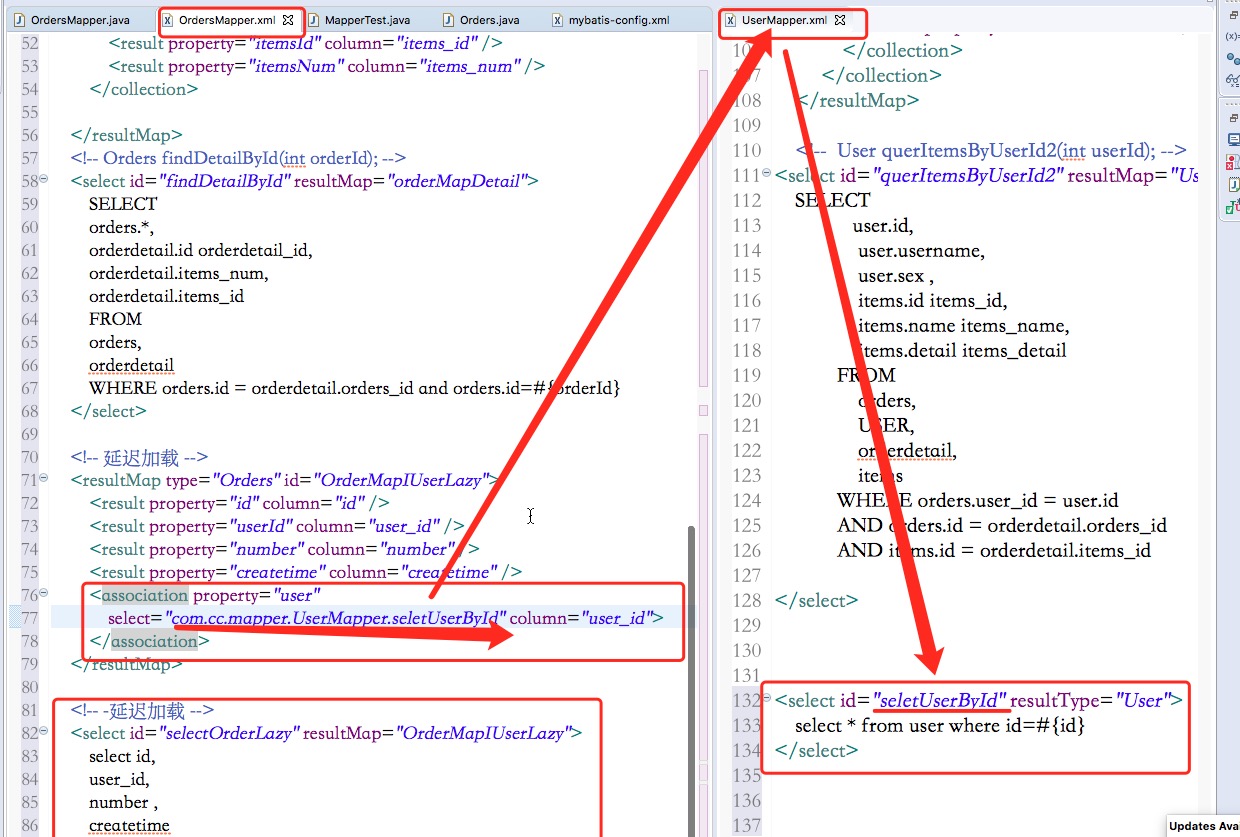 OrdersMapper.java
OrdersMapper.xml
MapperTest.java
Orders.java
mybatis-config.xml
52 <result property="itemsId" column="items_id" />
53 <result property="itemsNum" column="items_num" />
54 </collection>
55
56 </resultMap>
57 <!-- Orders findDetailById(int orderId); -->
58 <select id="findDetailById" resultMap="orderMapDetail">
59 SELECT
60 orders.*,
61 orderdetail.id orderdetail_id,
62 orderdetail.items_num,
63 orderdetail.items_id
64 FROM
65 orders,
66 orderdetail
67 WHERE orders.id = orderdetail.orders_id and orders.id=#{orderId}
68 </select>
69
70 <!-- 延迟加载 -->
71 <resultMap type="Orders" id="OrderMapIUserLazy">
72 <result property="id" column="id" />
73 <result property="userId" column="user_id" />
74 <result property="number" column="number" />
75 <result property="createtime" column="createtime" />
76 <association property="user"
77 select="com.cc.mapper.UserMapper.seletUserById" column="user_id">
78 </association>
79 </resultMap>
80
81 <!-- -延迟加载 -->
82 <select id="selectOrderLazy" resultMap="OrderMapIUserLazy">
83 select id,
84 user_id,
85 number ,
86 createtime
UserMapper.xml
</collection>
107 </collection>
108 </resultMap>
109
110 <!-- User querItemsByUserId2(int userId); -->
111 <select id="querItemsByUserId2" resultMap="Us
112 SELECT
113 user.id,
114 user.username,
115 user.sex ,
116 items.id items_id,
117 items.name items_name,
118 items.detail items_detail
119 FROM
120 orders,
121 USER,
122 orderdetail,
123 items
124 WHERE orders.user_id = user.id
125 AND orders.id = orderdetail.orders_id
126 AND items.id = orderdetail.items_id
127
128 </select>
129
130
131
132 <select id="seletUserById" resultType="User">
133 select * from user where id=#{id}
134 </select>
135
136
137
Updates Avai